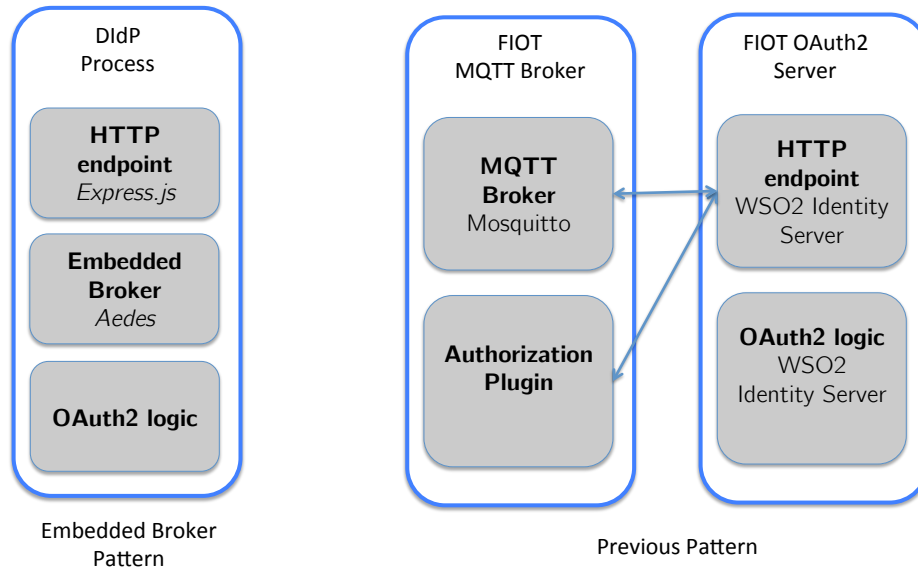 DIdP
Process
HTTP
endpoint
Express.js
Embedded
Broker
Aedes
OAuth2 logic
Embedded Broker
Pattern
FIOT
MQTT Broker
MQTT
Broker
Mosquitto
Authorization
Plugin
FIOT OAuth2
Server
HTTP
endpoint
WSO2 Identity
Server
OAuth2 logic
WSO2
Identity Server
Previous Pattern